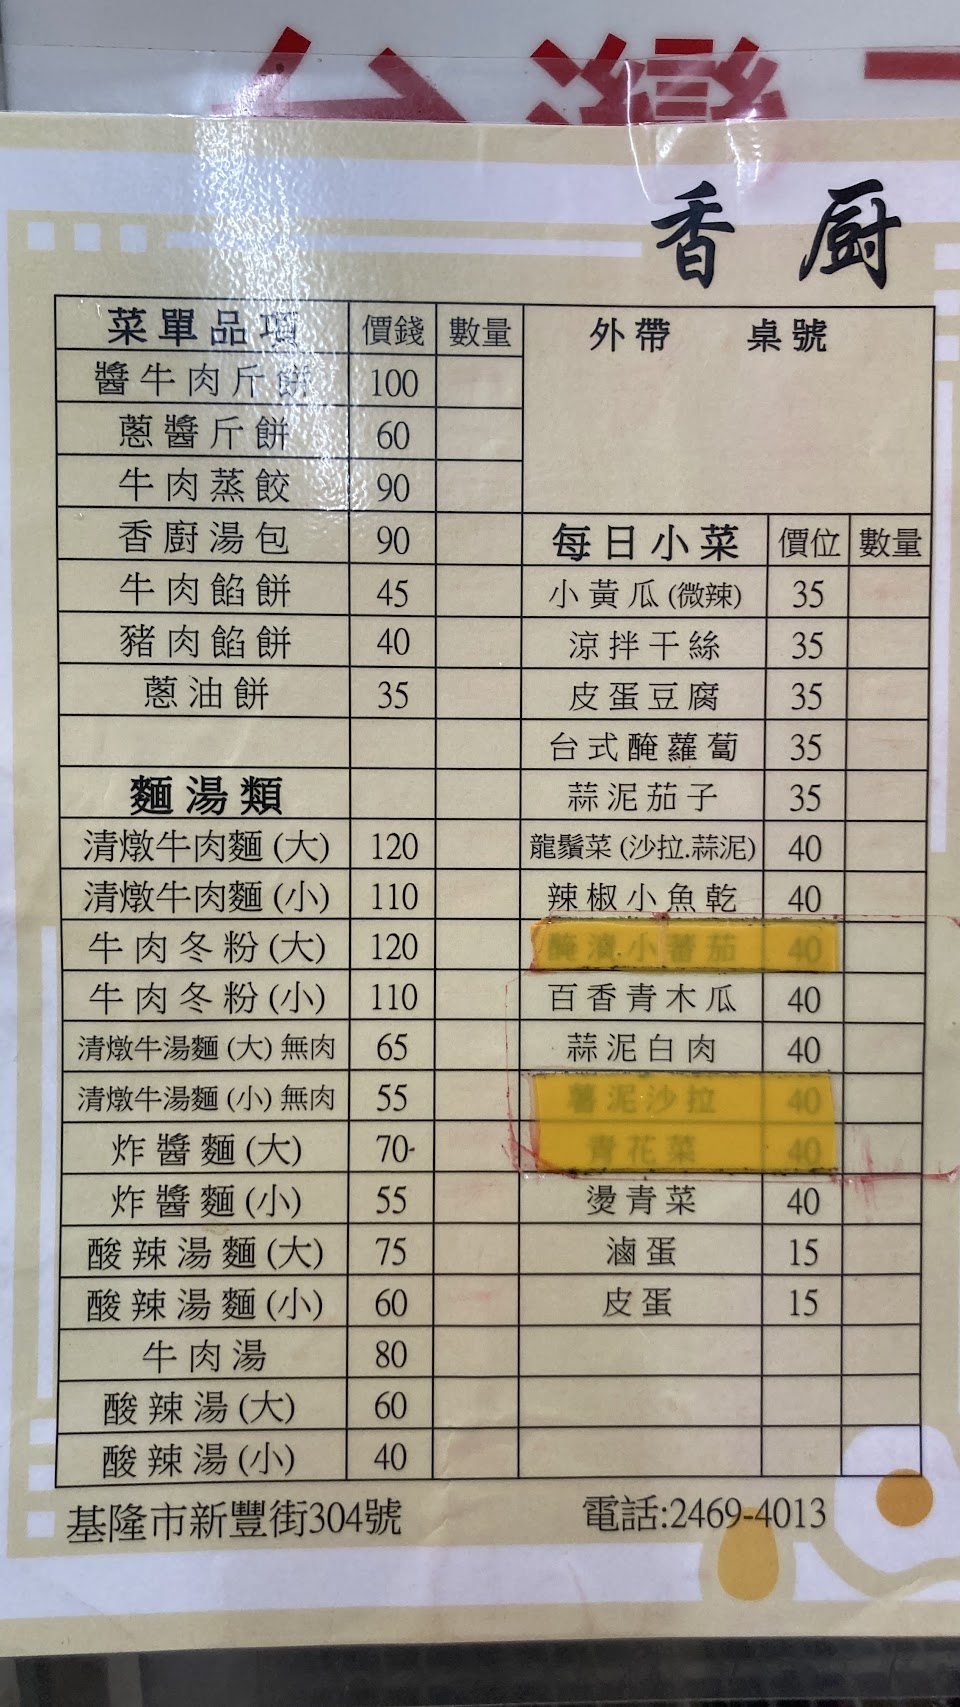 台灣
香廚
菜單品項 價錢 數量
醬牛肉斤餅 100
蔥醬斤餅 60
牛肉蒸餃 90
香廚湯包 90
牛肉餡餅 45
豬肉餡餅 40
蔥油餅 35
麵湯類
清燉牛肉麵(大) 120
清燉牛肉麵(小) 110
牛肉冬粉(大) 120
牛肉冬粉(小) 110
清燉牛湯麵(大)無肉 65
清燉牛湯麵(小)無肉 55
炸醬麵(大) 70
炸醬麵(小) 55
酸辣湯麵(大) 75
酸辣湯麵(小) 60
牛肉湯 80
酸辣湯(大) 60
酸辣湯(小) 40
外帶 桌號
每日小菜 價位 數量
小黃瓜(微辣) 35
涼拌干絲 35
皮蛋豆腐 35
台式醃蘿蔔 35
蒜泥茄子 35
龍鬚菜(沙拉.蒜泥) 40
辣椒小魚乾 40
醃漬小蕃茄 40
百香青木瓜 40
蒜泥白肉 40
薯泥沙拉 40
青花菜 40
燙青菜 40
滷蛋 15
皮蛋 15
基隆市新豐街304號 電話:2469-4013